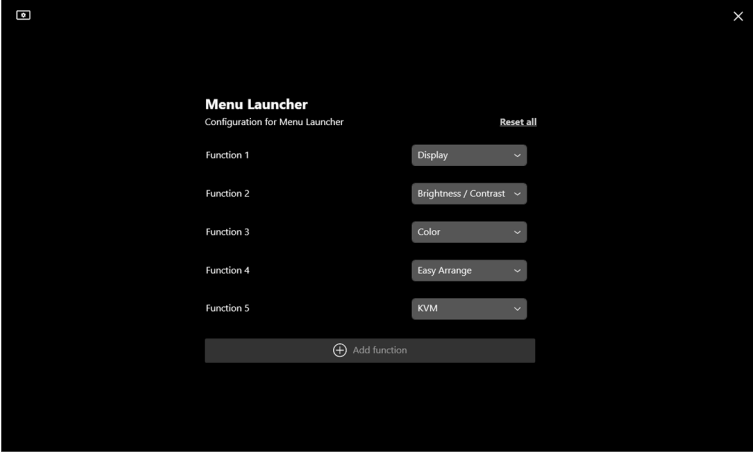 Menu Launcher
Configuration for Menu Launcher Reset all
Function 1 Display
Function 2 Brightness / Contrast
Function 3 Color
Function 4 Easy Arrange
Function 5 KVM
Add function